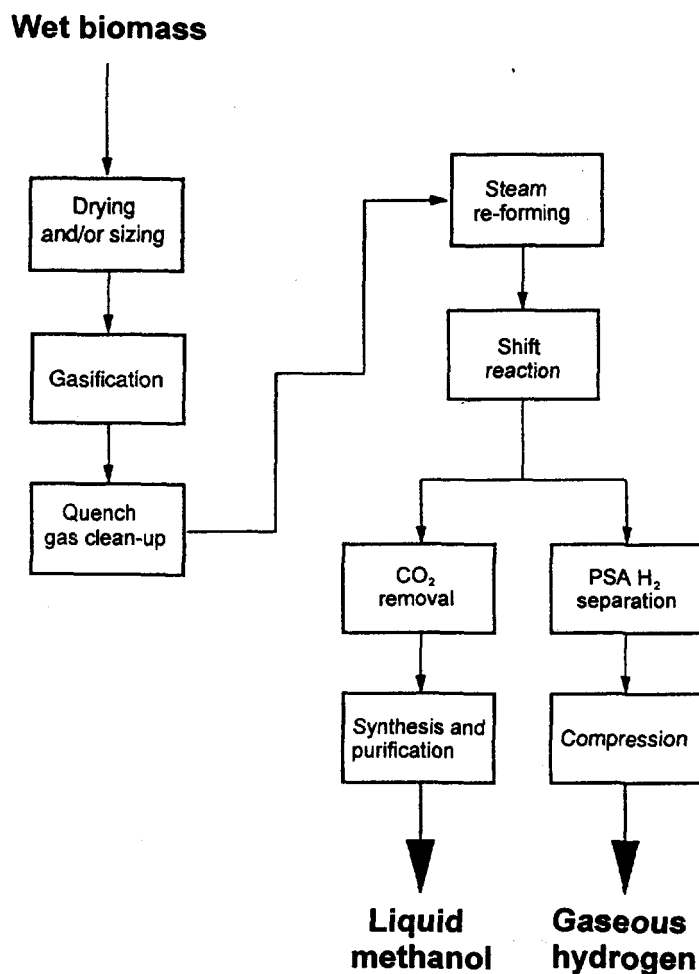 Wet biomass
Drying
and/or sizing
Gasification
Quench
gas clean-up
Steam
re-forming
Shift
reaction
CO₂
removal
Synthesis and
purification
Liquid
methanol
PSA H₂
separation
Compression
Gaseous
hydrogen